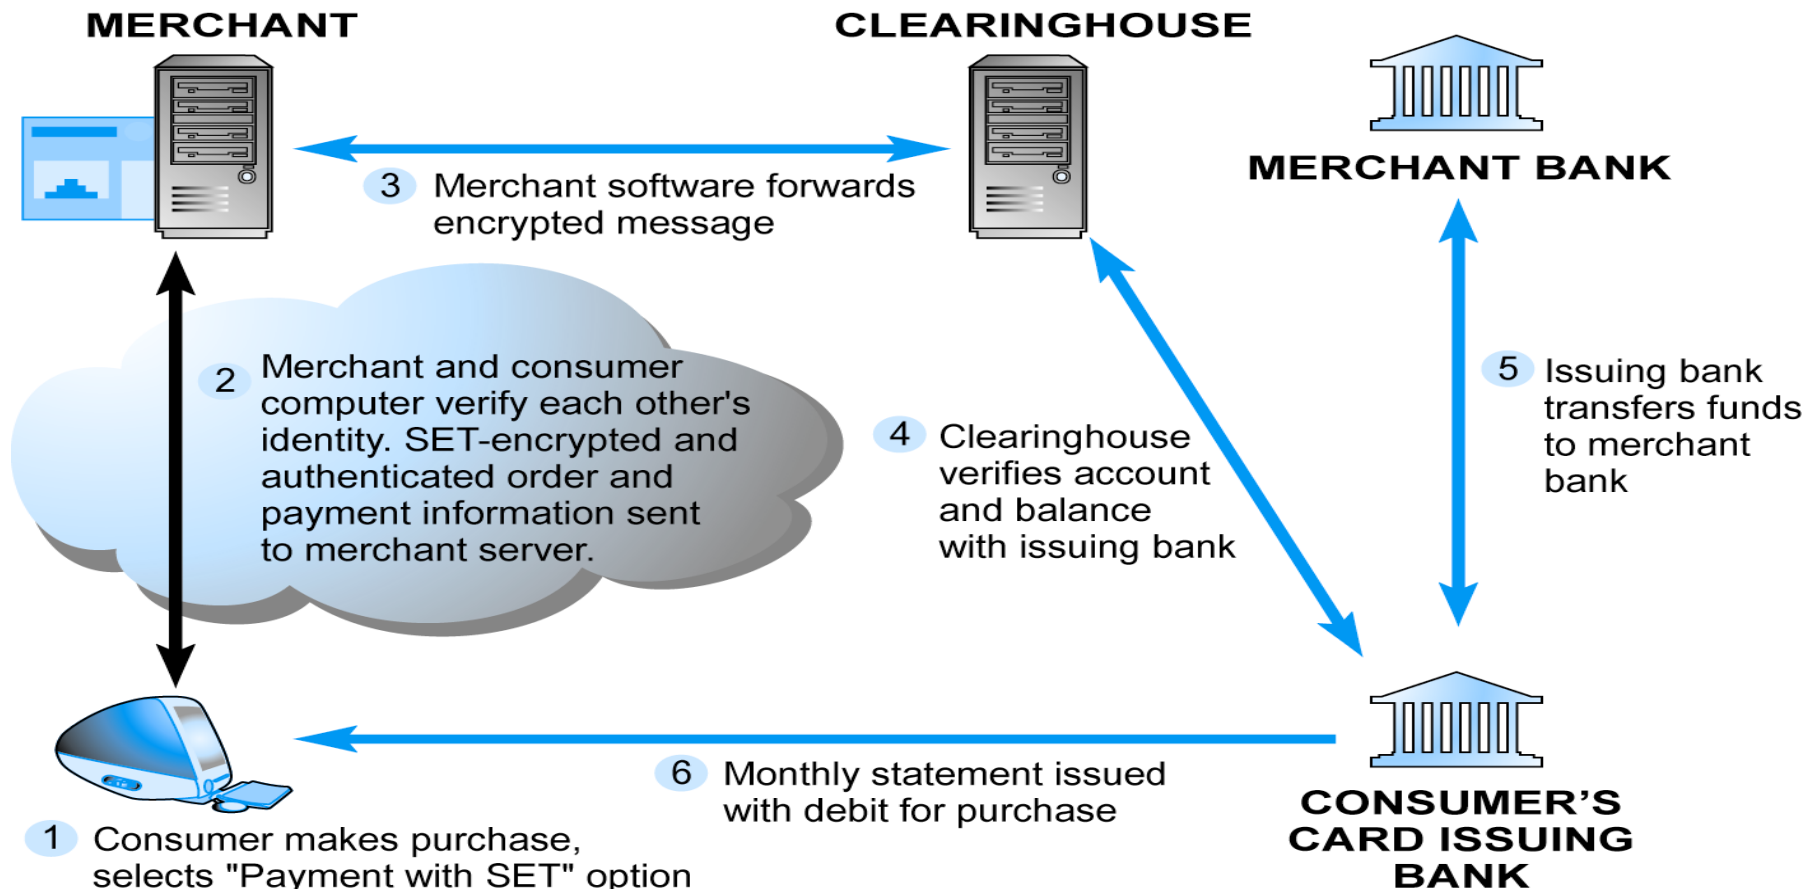 MERCHANT
CLEARINGHOUSE
MERCHANT BANK
3 Merchant software forwards
encrypted message
2 Merchant and consumer
computer verify each other's
identity. SET-encrypted and
authenticated order and
payment information sent
to merchant server.
4 Clearinghouse
verifies account
and balance
with issuing bank
5 Issuing bank
transfers funds
to merchant
bank
6 Monthly statement issued
with debit for purchase
1 Consumer makes purchase,
selects "Payment with SET" option
CONSUMER’S
CARD ISSUING
BANK